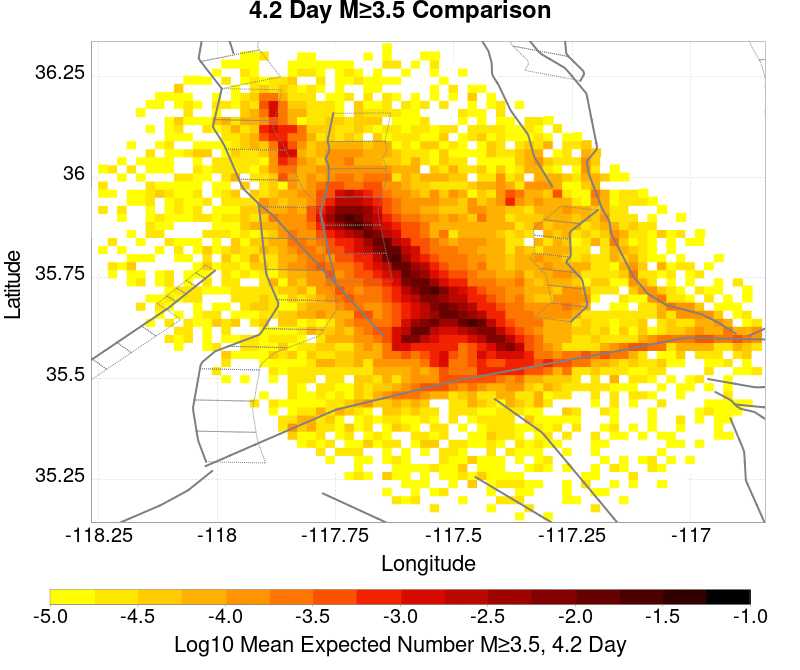 4.2 Day M≥3.5 Comparison
36.25
36
35.75
35.5
35.25
Latitude
-118.25 -118 -117.75 -117.5 -117.25 -117
Longitude
-5.0 -4.5 -4.0 -3.5 -3.0 -2.5 -2.0 -1.5 -1.0
Log10 Mean Expected Number M≥3.5, 4.2 Day